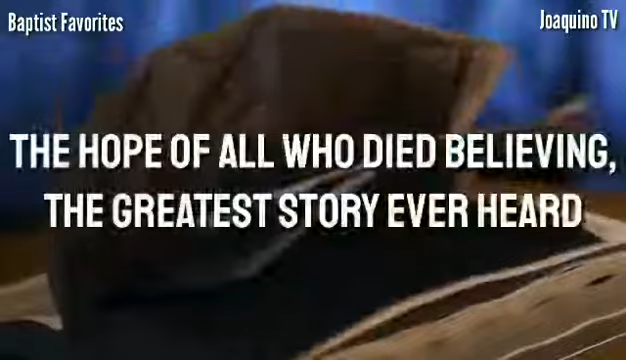 Baptist Favorites
Joaquino TV
THE HOPE OF ALL WHO DIED BELIEVING,
THE GREATEST STORY EVER HEARD